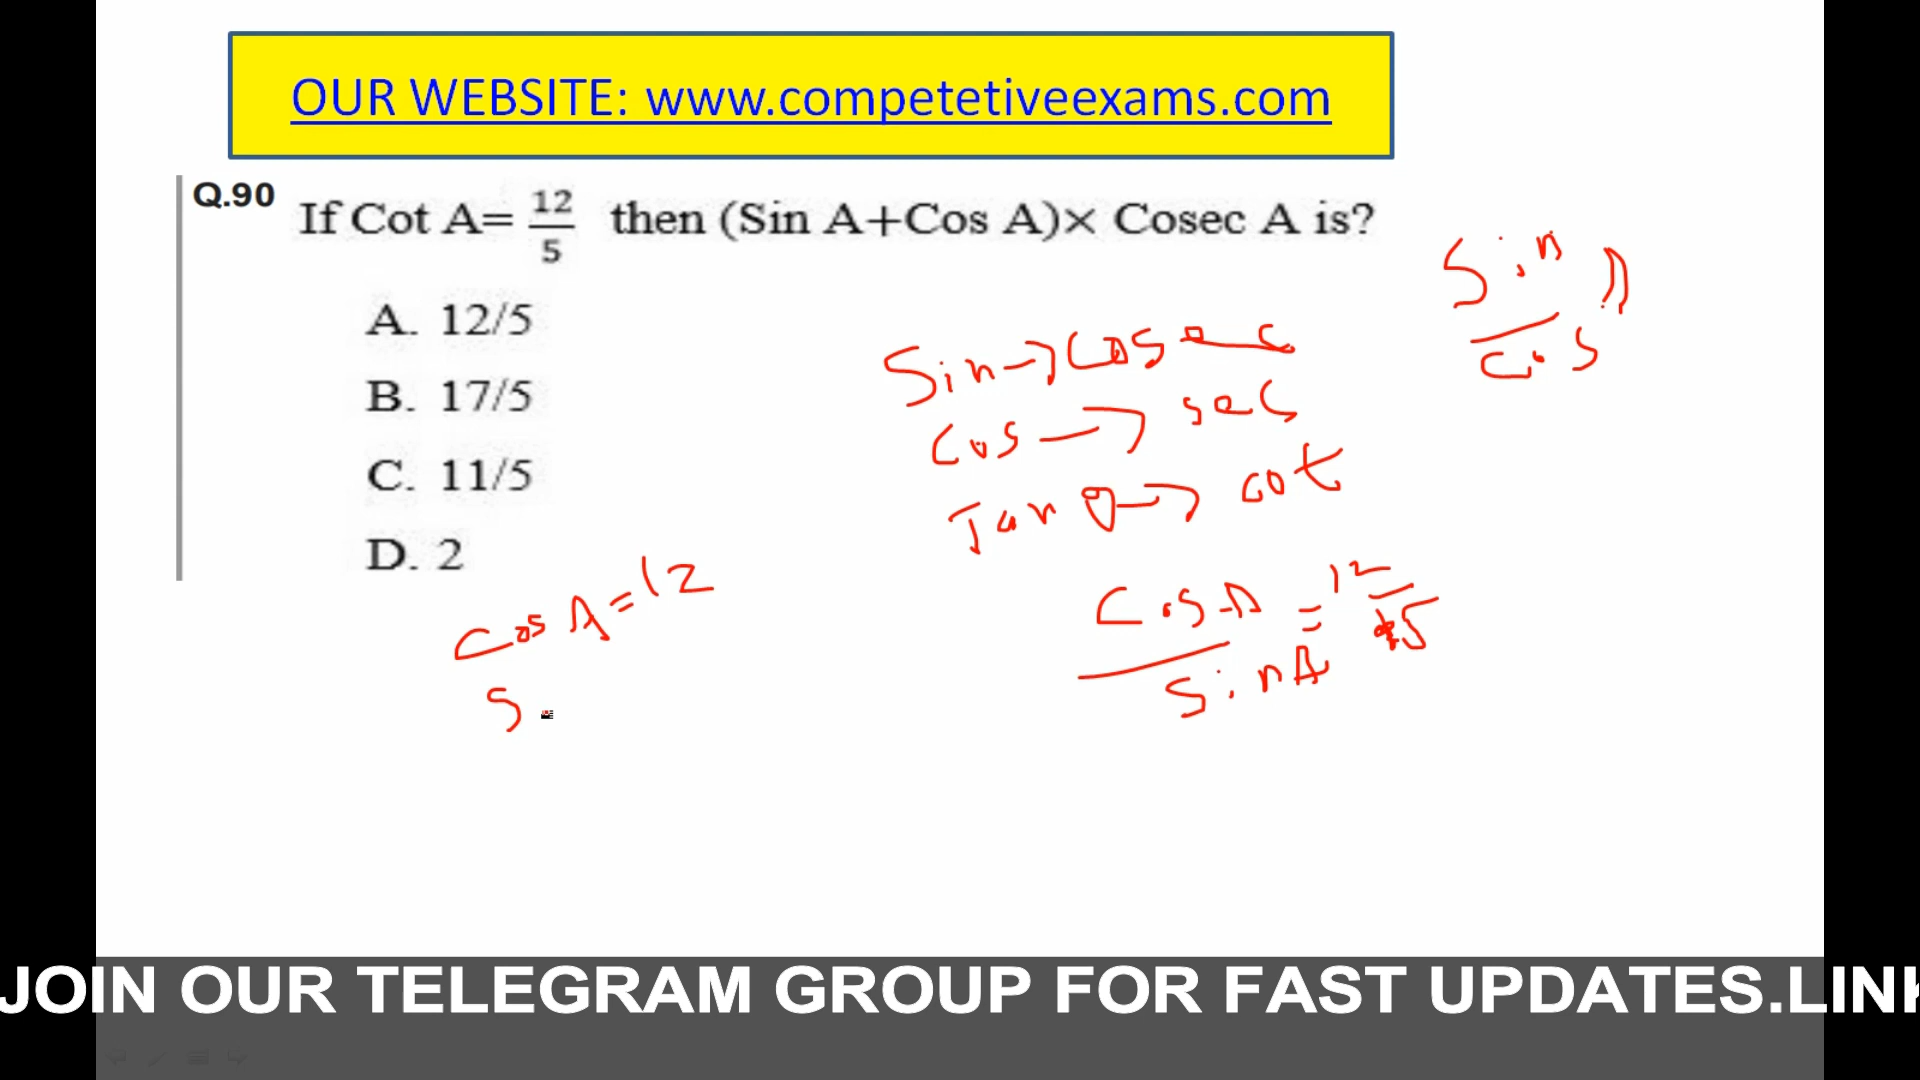 OUR WEBSITE: www.competetiveexams.com
Q.90 If Cot A= 12/5 then (Sin A+Cos A)× Cosec A is?
A. 12/5
B. 17/5
C. 11/5
D. 2
Sin → Cosec
Cos → sec
Tan θ → cot
Sin A
Cos
Cos A = 12
S
Cos A / Sin A = 12/5
JOIN OUR TELEGRAM GROUP FOR FAST UPDATES.LINK